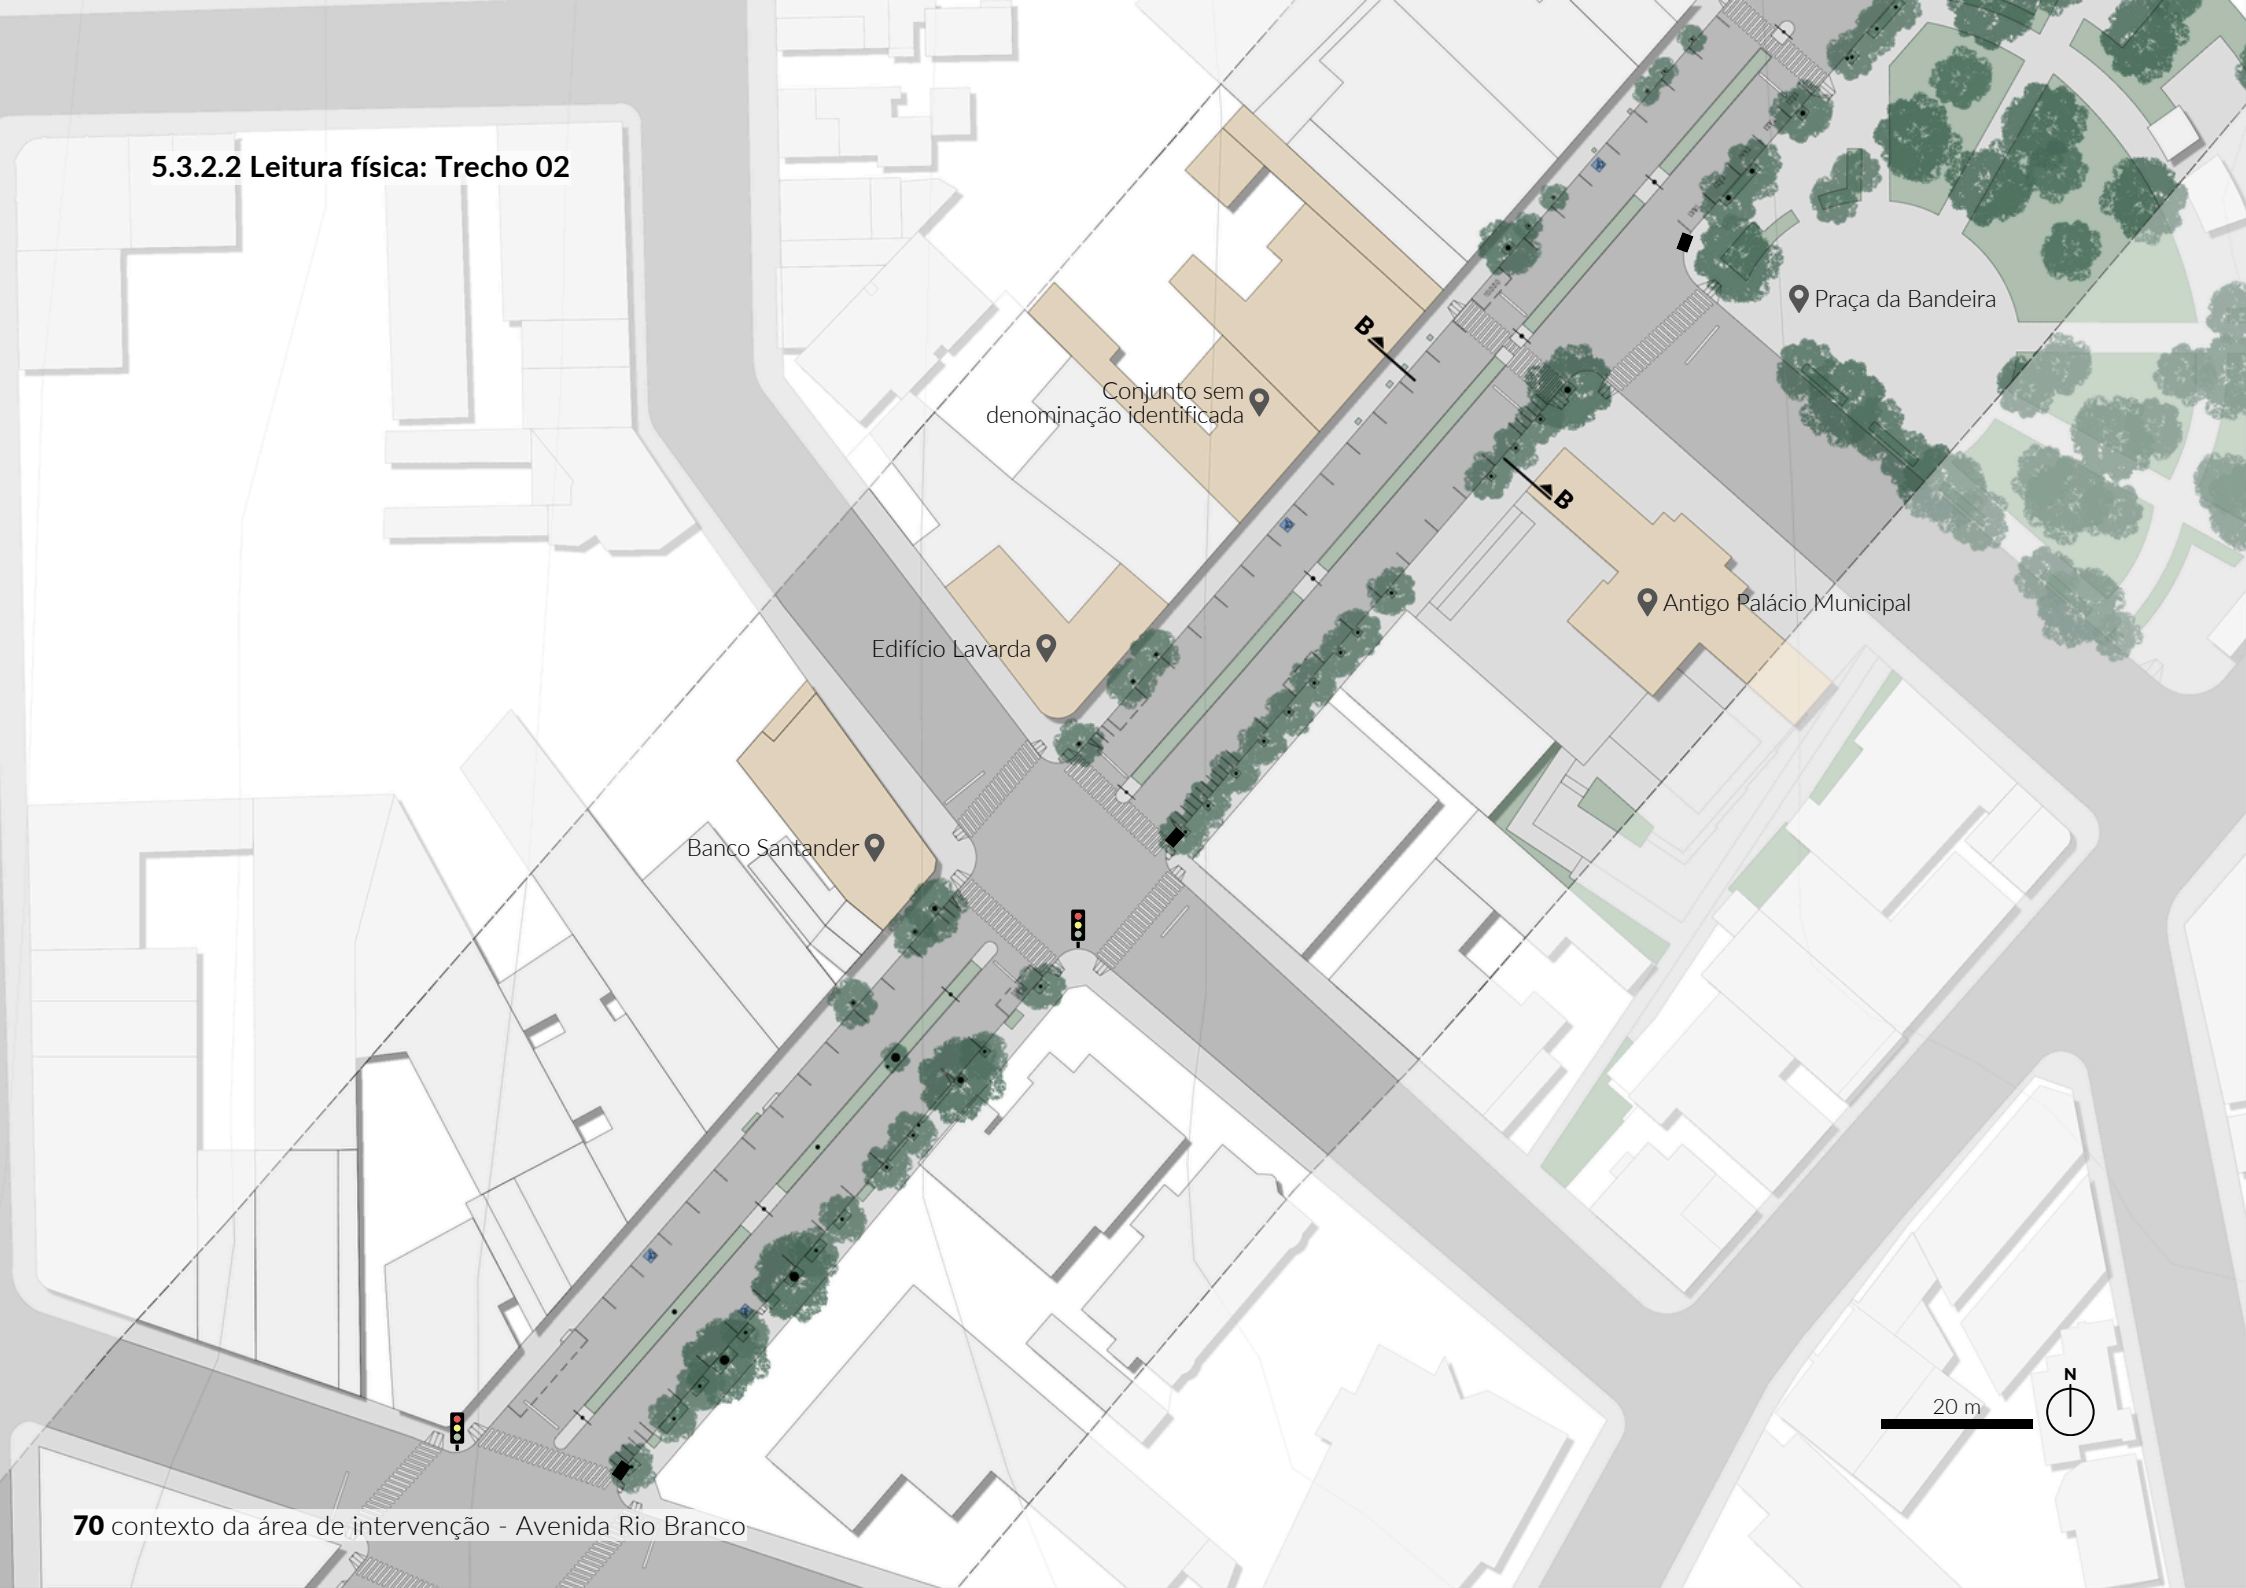 5.3.2.2 Leitura física: Trecho 02
Praça da Bandeira
B
Conjunto sem
denominação identificada
B
Antigo Palácio Municipal
Edifício Lavarda
Banco Santander
N
20 m
70 contexto da área de intervenção - Avenida Rio Branco